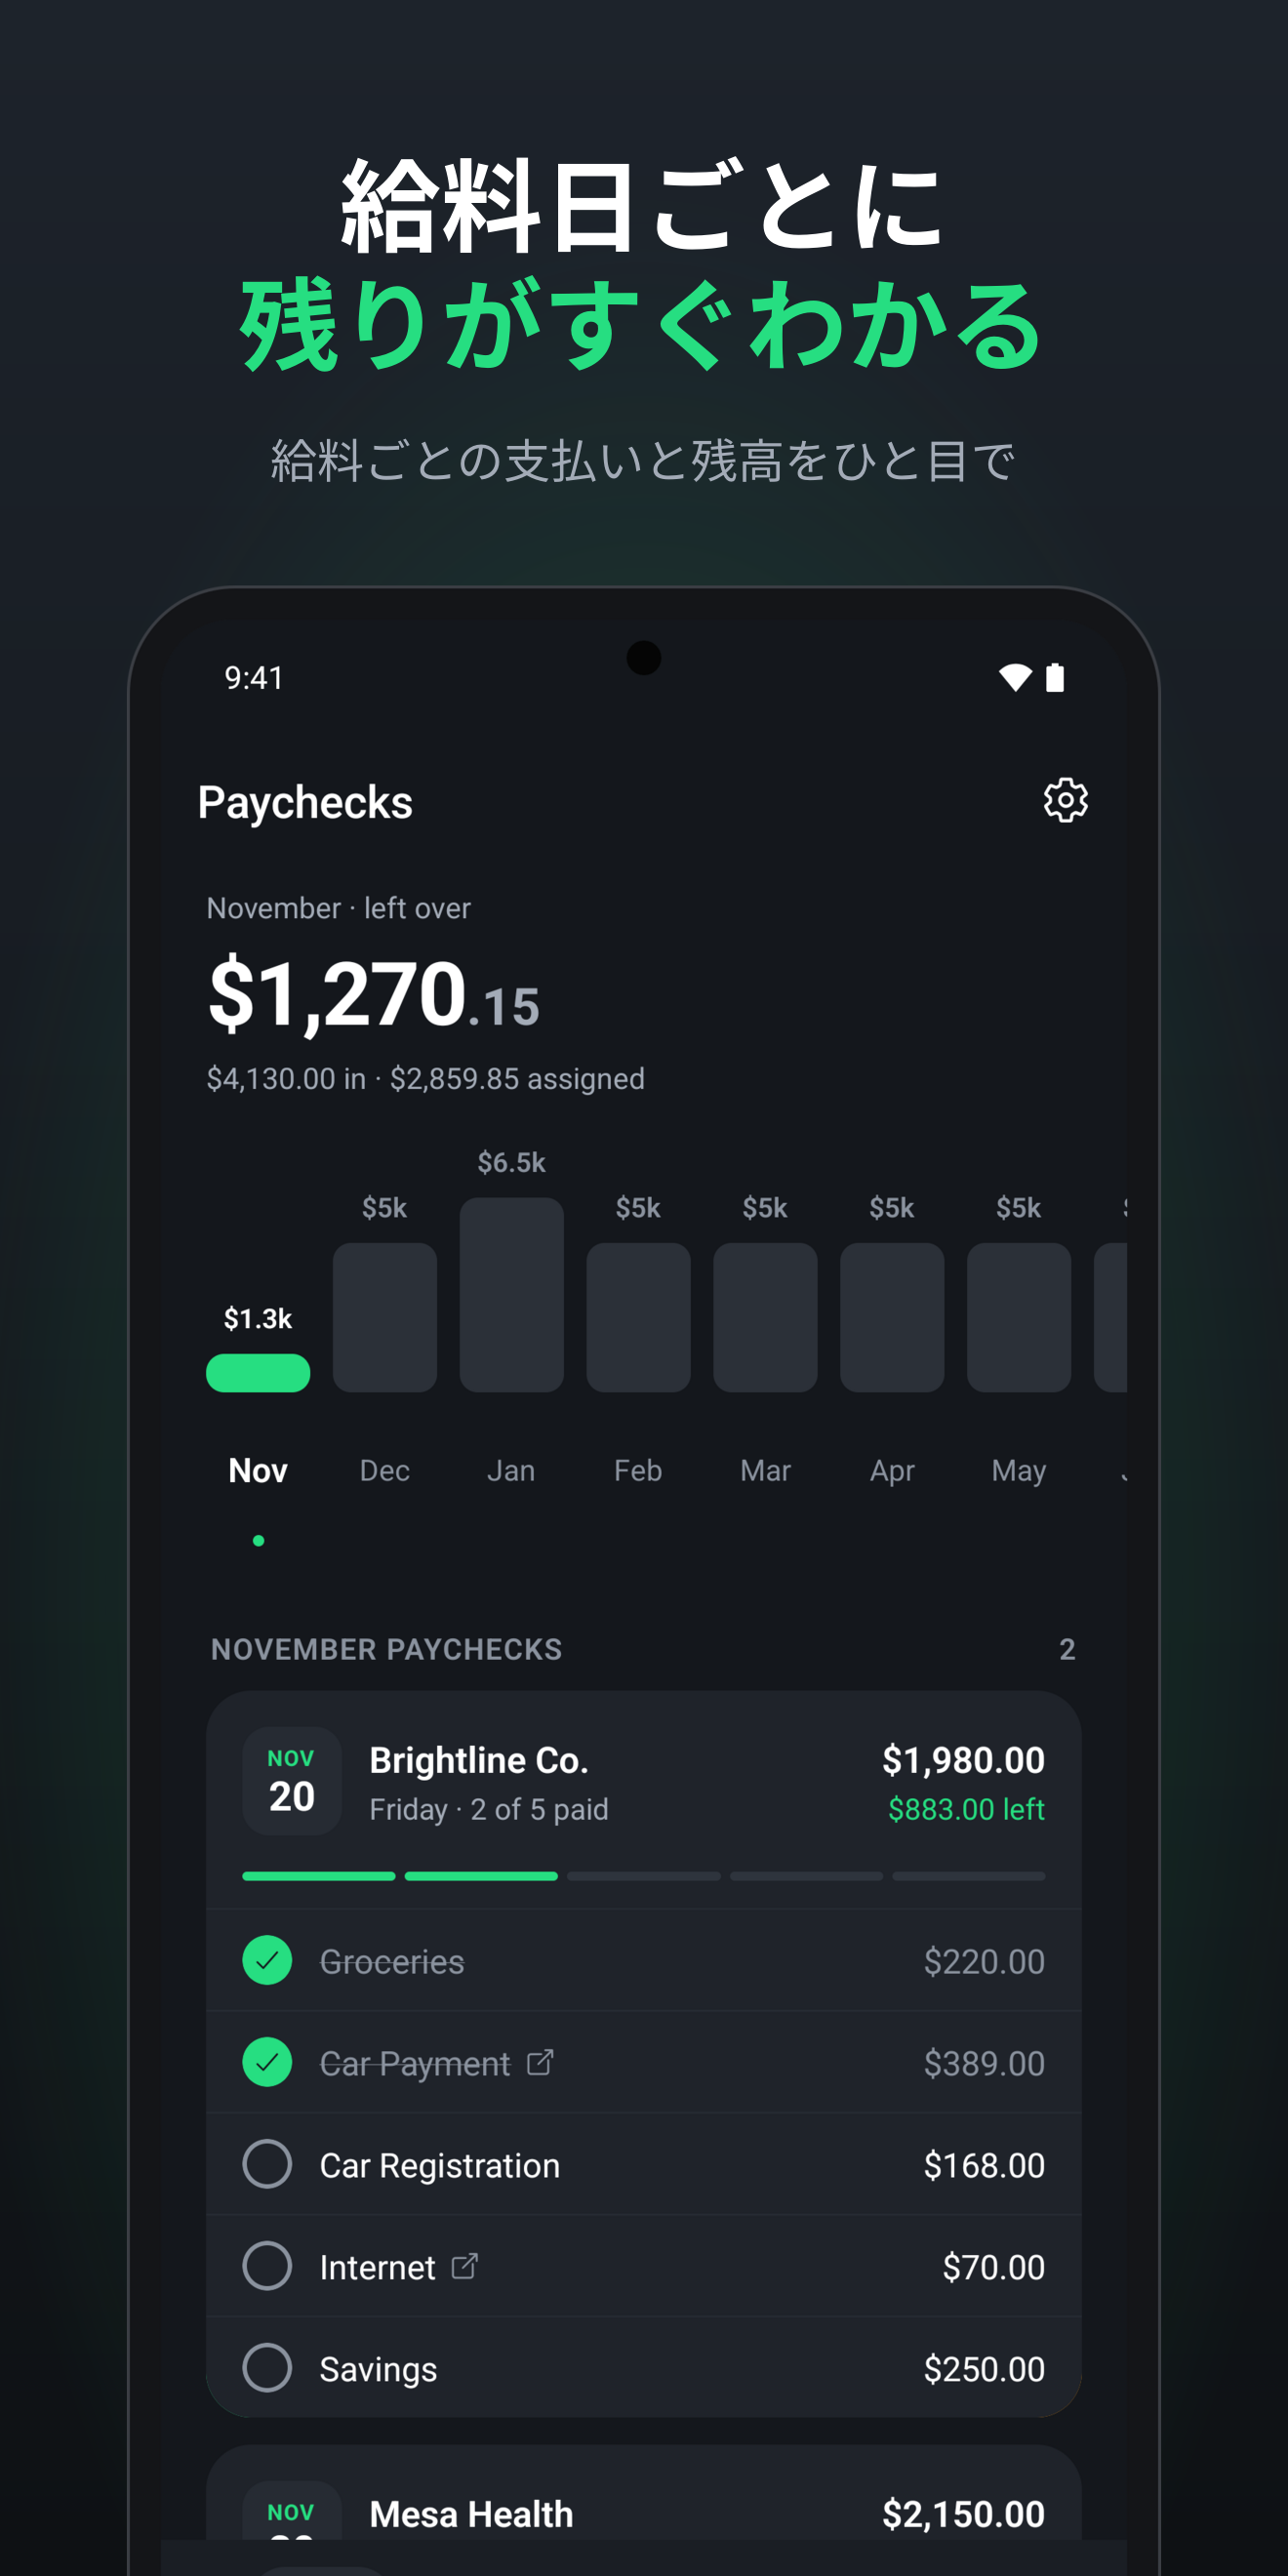 給料日ごとに
残りがすぐわかる
給料ごとの支払いと残高をひと目で
9:41
Paychecks
November · left over
$1,270.15
$4,130.00 in · $2,859.85 assigned
$1.3k $5k $6.5k $5k $5k $5k $5k
Nov Dec Jan Feb Mar Apr May
NOVEMBER PAYCHECKS 2
NOV 20
Brightline Co. $1,980.00
Friday · 2 of 5 paid $883.00 left
Groceries $220.00
Car Payment $389.00
Car Registration $168.00
Internet $70.00
Savings $250.00
NOV
Mesa Health $2,150.00